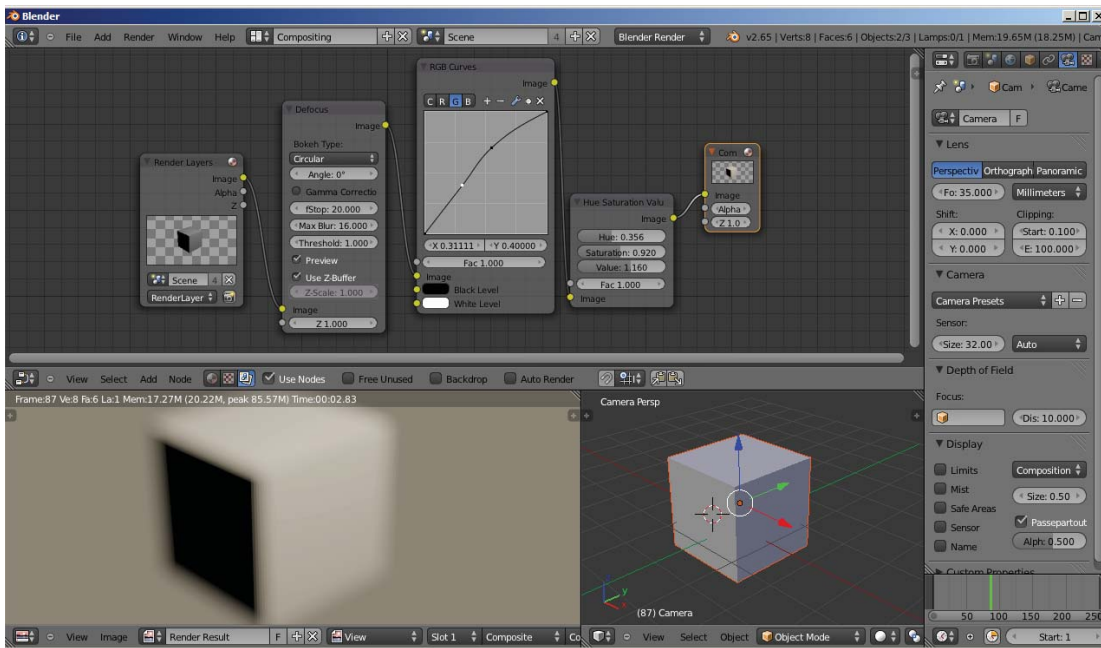 Blender
File Add Render Window Help Compositing Scene 4 Blender Render v2.65 | Verts:8 | Faces:6 | Objects:2/3 | Lamps:0/1 | Mem:19.65M (18.25M) | Cam
Render Layers
Image
Alpha
Z
Scene 4
RenderLayer
Defocus
Image
Bokeh Type:
Circular
Angle: 0°
Gamma Correctio
fStop: 20.000
Max Blur: 16.000
Threshold: 1.000
Preview
Use Z-Buffer
Z-Scale: 1.000
Image
Z 1.000
RGB Curves
Image
C R G B
X 0.31111 Y 0.40000
Fac 1.000
Image
Black Level
White Level
Hue Saturation Valu
Image
Hue: 0.356
Saturation: 0.920
Value: 1.160
Fac 1.000
Image
Com
Image
Alpha
Z 1.0
Cam Came
Camera F
Lens
Perspectiv Orthograph Panoramic
Fo: 35.000 Millimeters
Shift: Clipping:
X: 0.000 Start: 0.100
Y: 0.000 E: 100.000
Camera
Camera Presets
Sensor:
Size: 32.00 Auto
Depth of Field
Focus:
Dis: 10.000
Display
Limits Composition
Mist Size: 0.50
Safe Areas
Sensor Passepartout
Name Alph: 0.500
Custom Properties
View Select Add Node Use Nodes Free Unused Backdrop Auto Render
Frame:87 Ve:8 Fa:6 La:1 Mem:17.27M (20.22M, peak 85.57M) Time:00:02.83
Camera Persp
z
y
x
(87) Camera
50 100 150 200 250
View Image Render Result F View Slot 1 Composite Co
View Select Object Object Mode
Start: 1